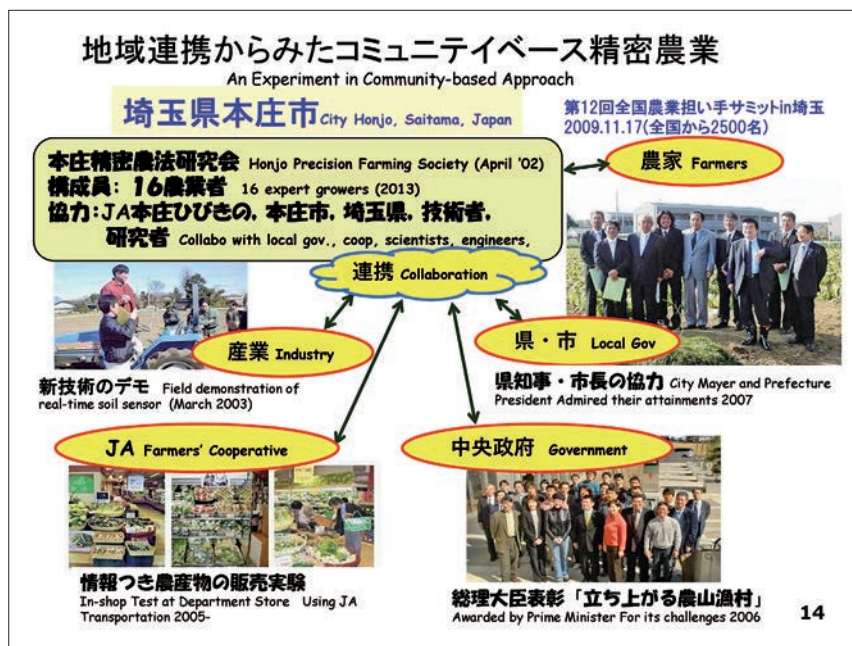 地域連携からみたコミュニテイベース精密農業
An Experiment in Community-based Approach
埼玉県本庄市 City Honjo, Saitama, Japan
第12回全国農業担い手サミットin埼玉
2009.11.17(全国から2500名)
本庄精密農法研究会 Honjo Precision Farming Society (April '02)
構成員: 16農業者 16 expert growers (2013)
協力:JA本庄ひびきの, 本庄市, 埼玉県, 技術者,
研究者 Collabo with local gov., coop, scientists, engineers,
農家 Farmers
連携 Collaboration
産業 Industry
県・市 Local Gov
新技術のデモ Field demonstration of
real-time soil sensor (March 2003)
県知事・市長の協力 City Mayer and Prefecture
President Admired their attainments 2007
JA Farmers' Cooperative
中央政府 Government
情報つき農産物の販売実験
In-shop Test at Department Store Using JA
Transportation 2005-
総理大臣表彰「立ち上がる農山漁村」
Awarded by Prime Minister For its challenges 2006
14